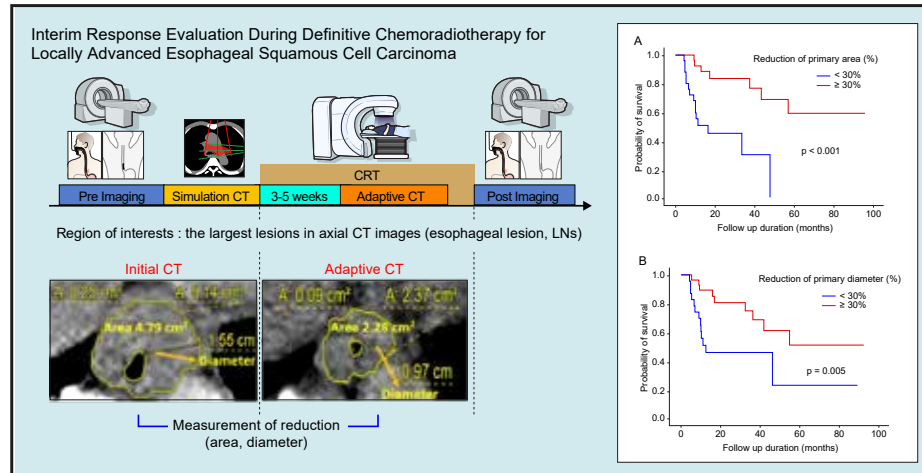 Interim Response Evaluation During Definitive Chemoradiotherapy for
Locally Advanced Esophageal Squamous Cell Carcinoma
CRT
Pre Imaging
Simulation CT
3-5 weeks
Adaptive CT
Post Imaging
Region of interests : the largest lesions in axial CT images (esophageal lesion, LNs)
Initial CT
Area 4.79 cm²
1.55 cm
Diameter
Adaptive CT
A: 0.09 cm²
A: 2.37 cm²
Area 2.28 cm²
0.97 cm
Diameter
Measurement of reduction
(area, diameter)
A
Reduction of primary area (%)
< 30%
≥ 30%
p < 0.001
Probability of survival
1.0
0.8
0.6
0.4
0.2
0.0
0 20 40 60 80 100
Follow up duration (months)
B
Reduction of primary diameter (%)
< 30%
≥ 30%
p = 0.005
Probability of survival
1.0
0.8
0.6
0.4
0.2
0.0
0 20 40 60 80 100
Follow up duration (months)